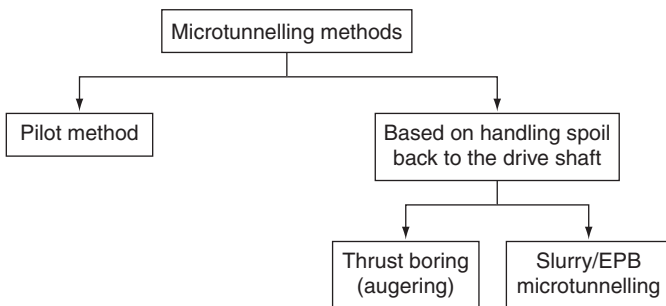 Microtunnelling methods
Pilot method
Based on handling spoil
back to the drive shaft
Thrust boring
(augering)
Slurry/EPB
microtunnelling